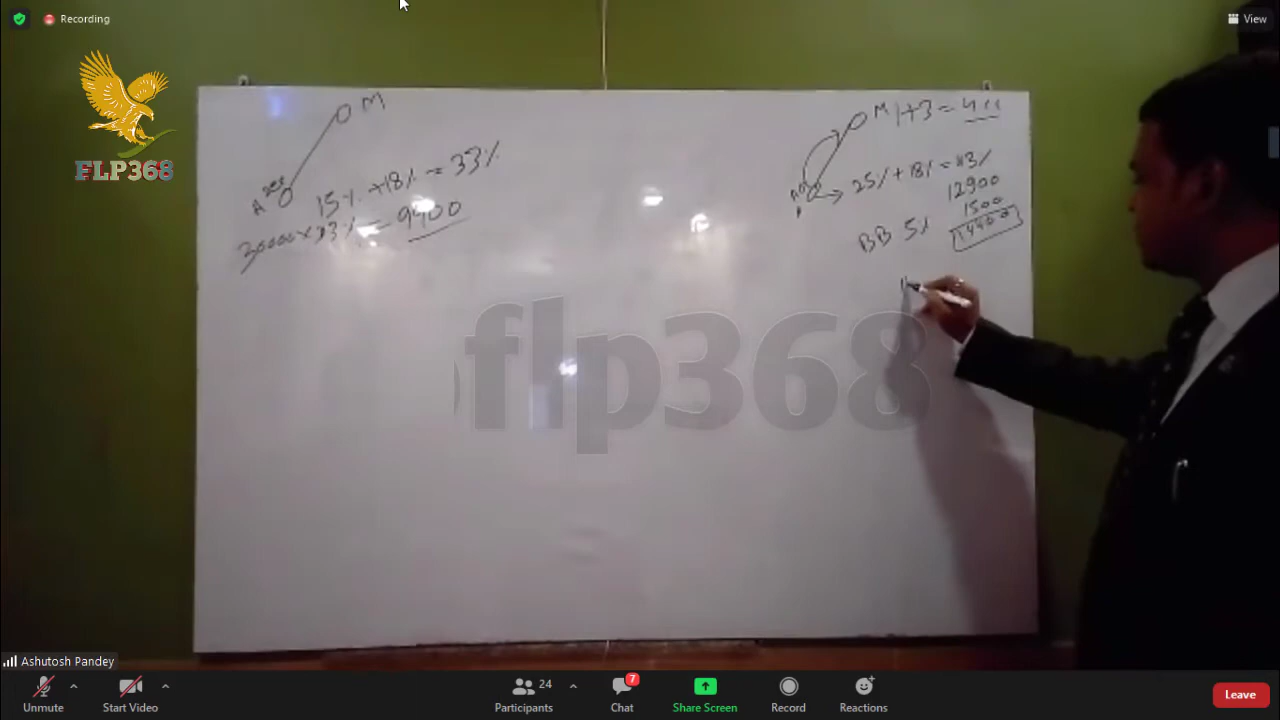 Recording
View
FLP368
M
15% +18% = 33%
30000 × 33% = 9900
A
M 1+3 = 4cc
25% + 18% = 43%
12900
1500
BB 5% 14400
flp368
Ashutosh Pandey
Unmute
Start Video
24
Participants
7
Chat
Share Screen
Record
Reactions
Leave